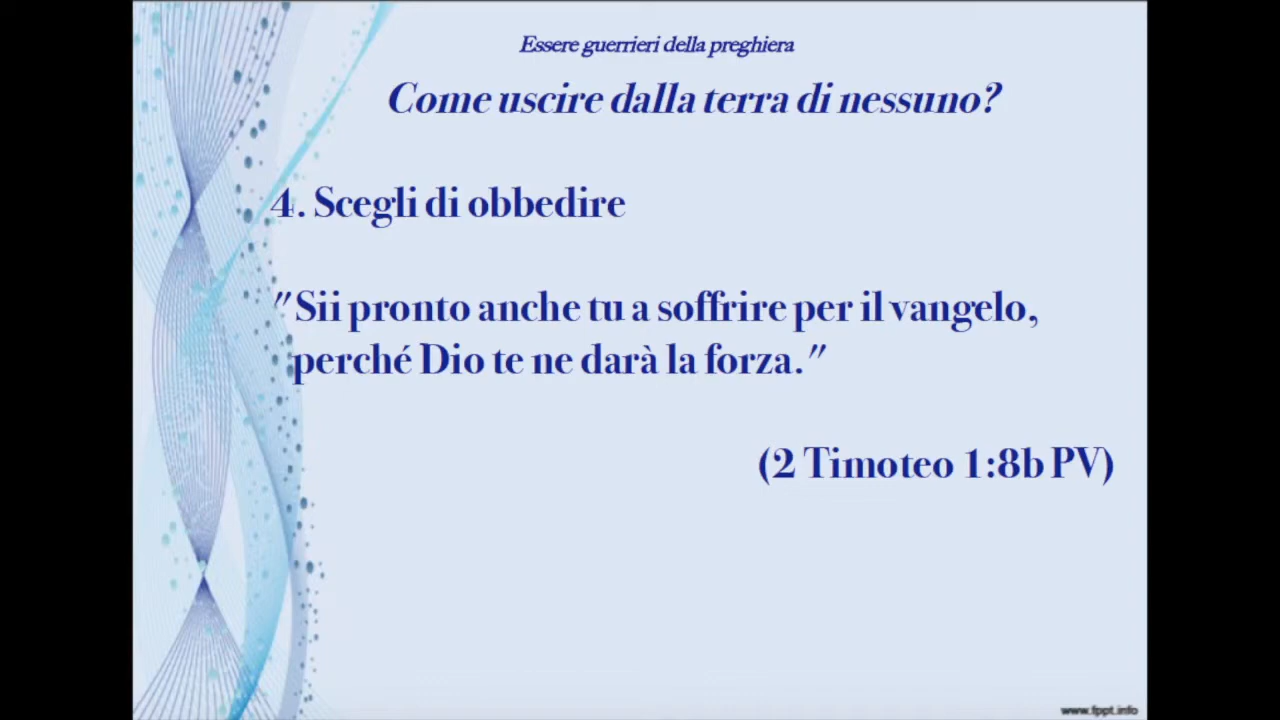 Essere guerrieri della preghiera
Come uscire dalla terra di nessuno?
4. Scegli di obbedire
"Sii pronto anche tu a soffrire per il vangelo,
perché Dio te ne darà la forza."
(2 Timoteo 1:8b PV)
www.fppt.info